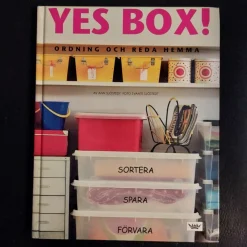 YES BOX!
ORDNING OCH REDA HEMMA
SORTERA
SPARA
FÖRVARA